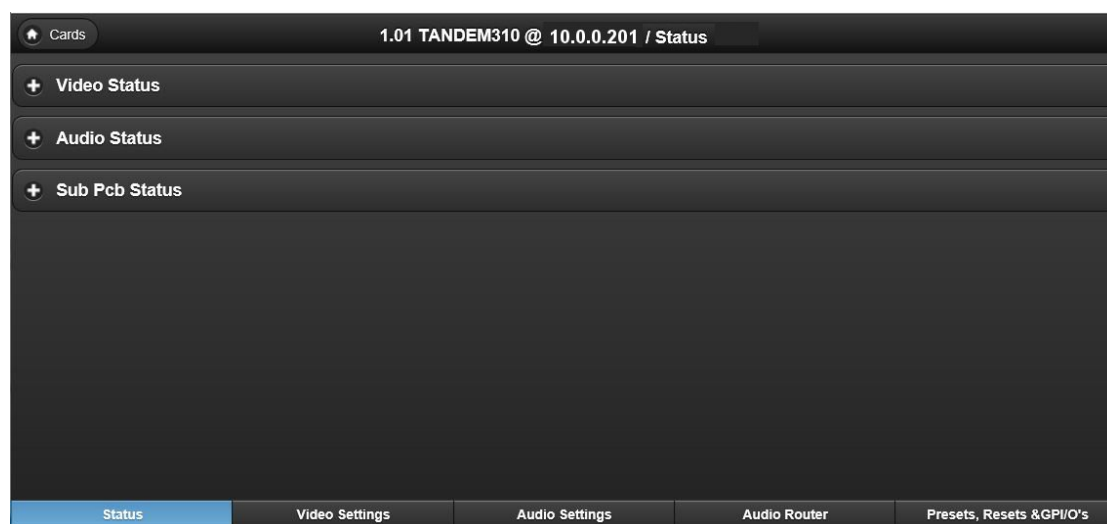 Cards
1.01 TANDEM310 @ 10.0.0.201 / Status
Video Status
Audio Status
Sub Pcb Status
Status Video Settings Audio Settings Audio Router Presets, Resets &GPI/O's